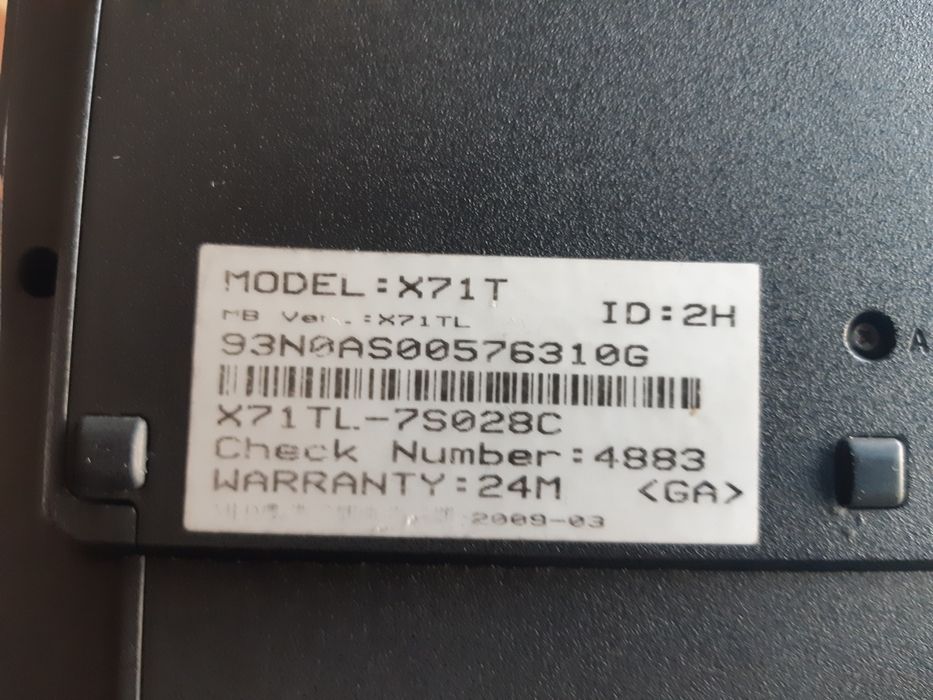 MODEL:X71T
ID:2H
MB Ver.:X71TL
93N0AS00576310G
X71TL-7S028C
Check Number:4883
WARRANTY:24M <GA>
2009-03
A